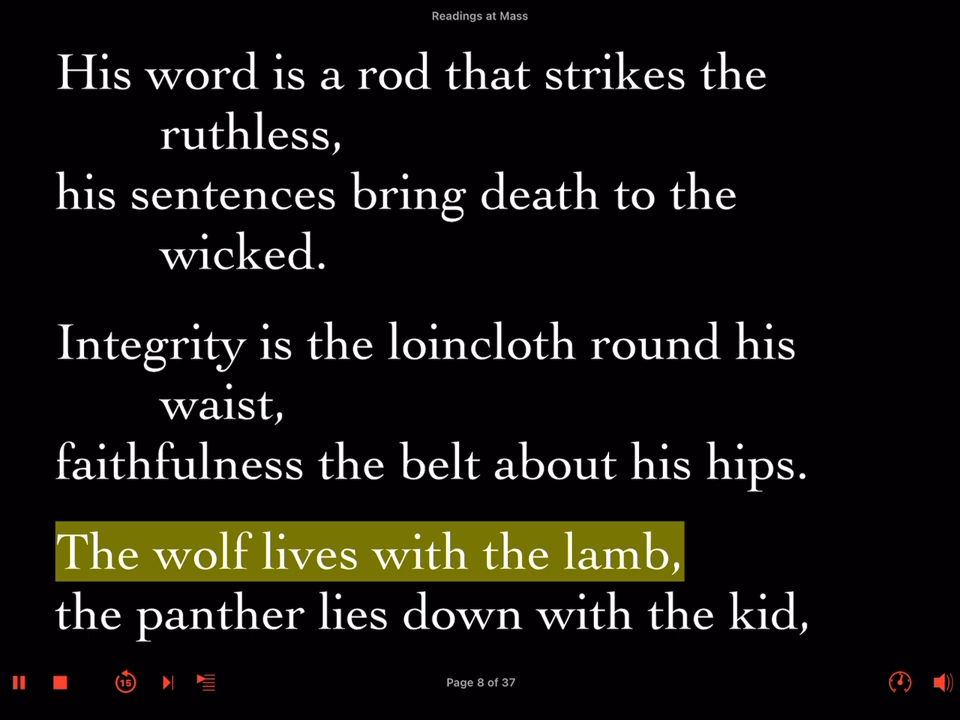 Readings at Mass
His word is a rod that strikes the
ruthless,
his sentences bring death to the
wicked.
Integrity is the loincloth round his
waist,
faithfulness the belt about his hips.
The wolf lives with the lamb,
the panther lies down with the kid,
15
Page 8 of 37